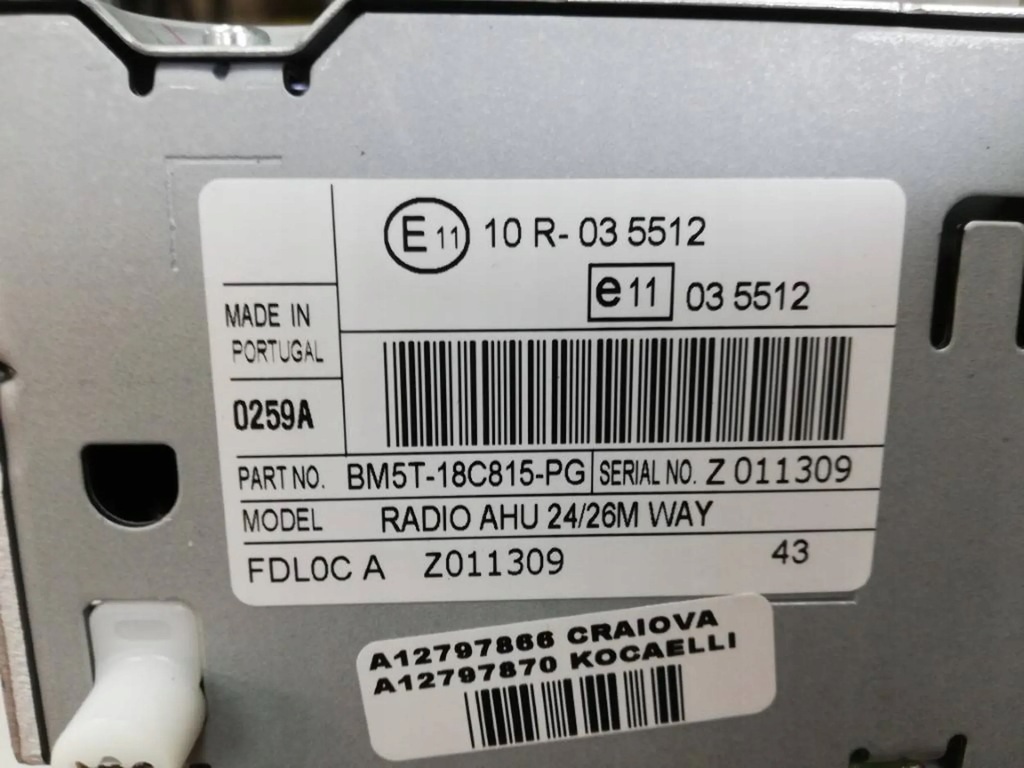 E 11 10 R- 03 5512
e 11 03 5512
MADE IN
PORTUGAL
0259A
PART NO. BM5T-18C815-PG SERIAL NO. Z 011309
MODEL RADIO AHU 24/26M WAY
FDL0C A Z011309 43
A12797866 CRAIOVA
A12797870 KOCAELLI